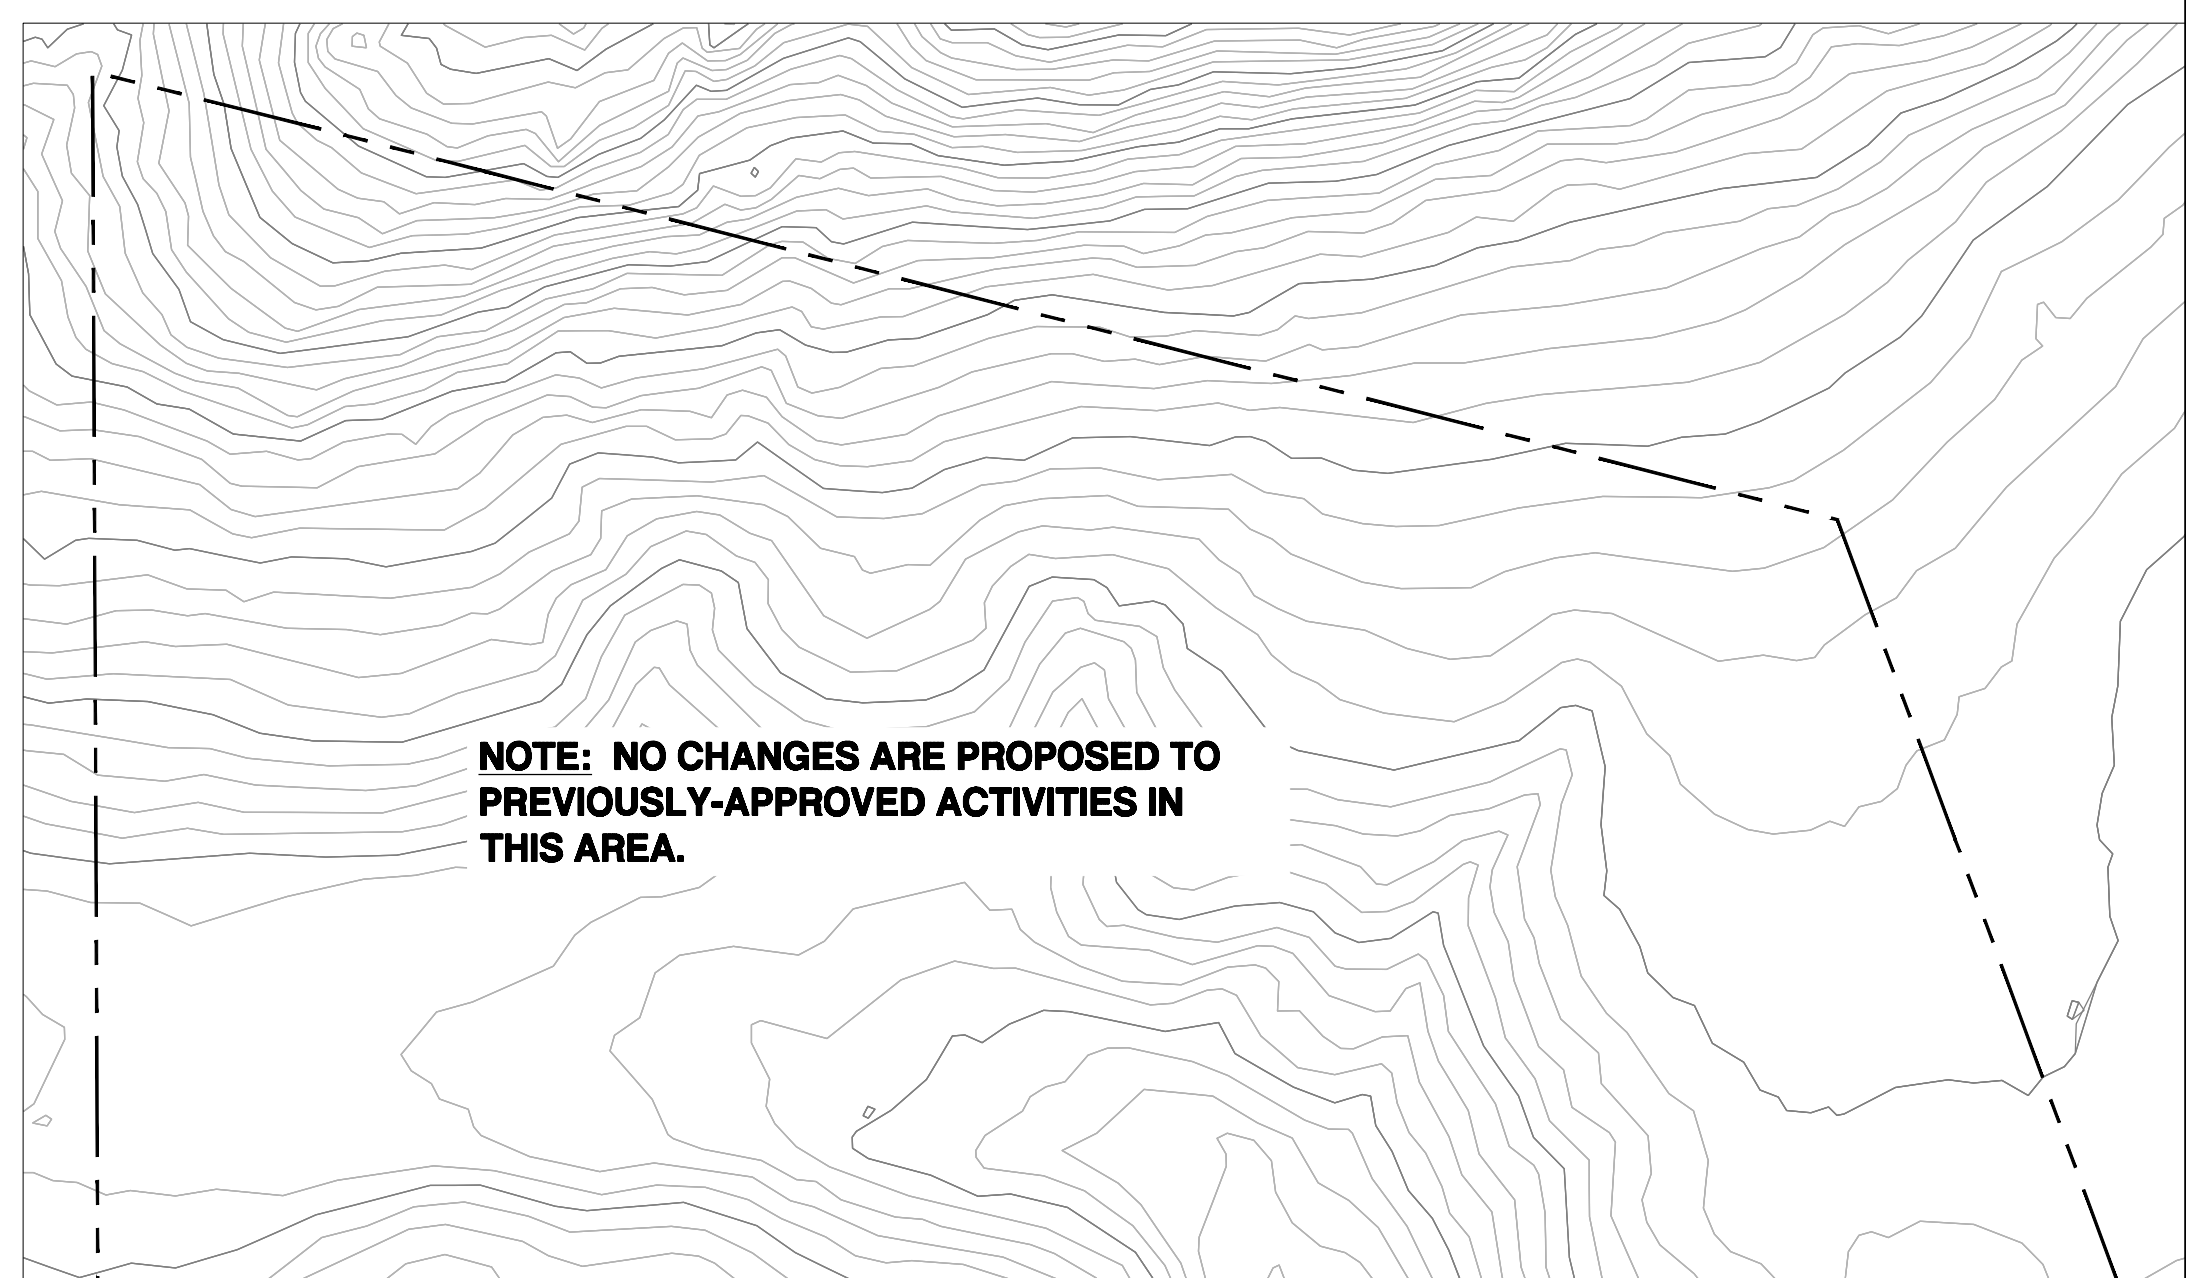 NOTE: NO CHANGES ARE PROPOSED TO
PREVIOUSLY-APPROVED ACTIVITIES IN
THIS AREA.